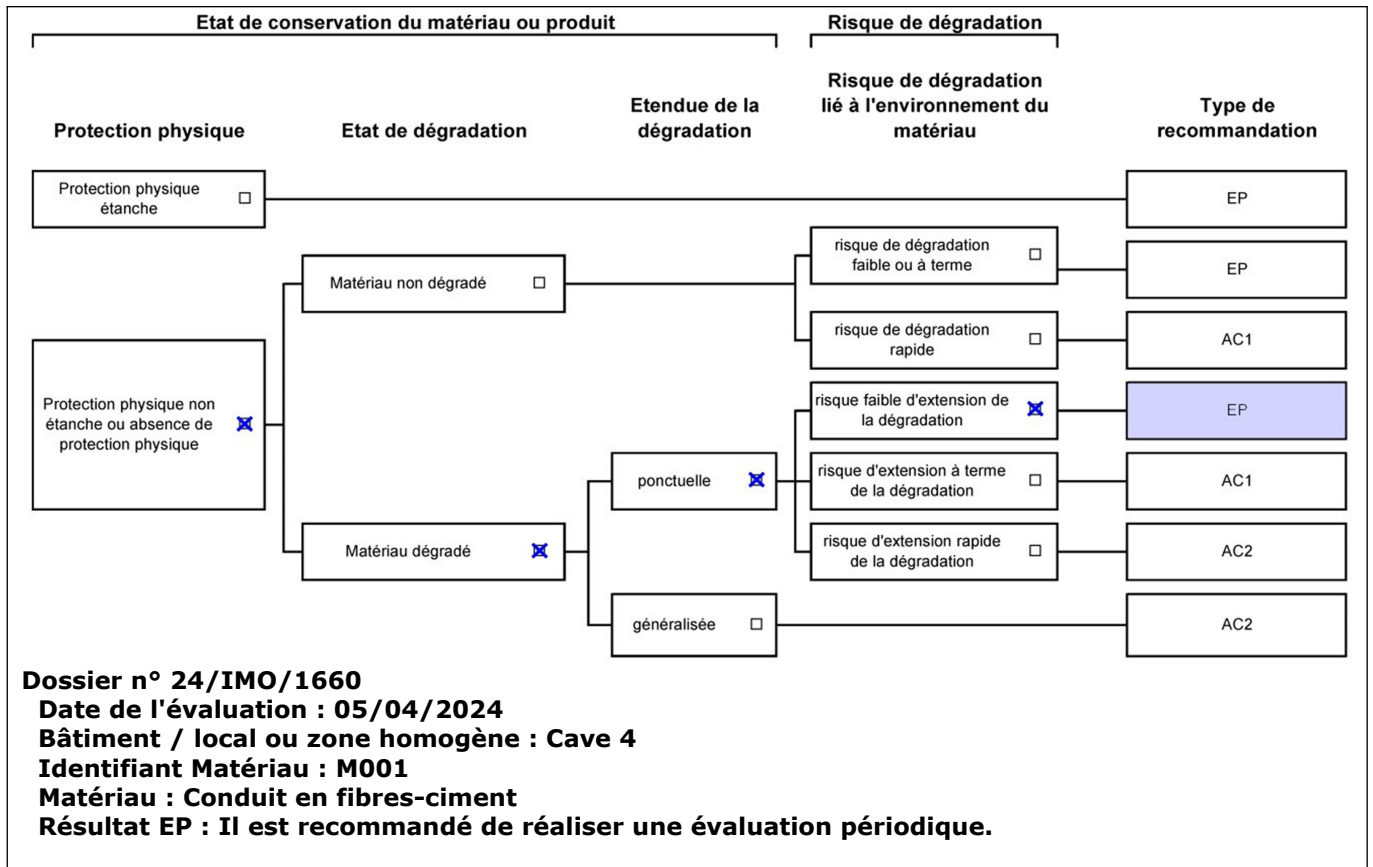 Etat de conservation du matériau ou produit
Risque de dégradation
Protection physique
Etat de dégradation
Etendue de la
dégradation
Risque de dégradation
lié à l'environnement du
matériau
Type de
recommandation
Protection physique
étanche
EP
risque de dégradation
faible ou à terme
EP
Matériau non dégradé
risque de dégradation
rapide
AC1
Protection physique non
étanche ou absence de
protection physique
risque faible d'extension de
la dégradation
EP
ponctuelle
risque d'extension à terme
de la dégradation
AC1
Matériau dégradé
risque d'extension rapide
de la dégradation
AC2
généralisée
AC2
Dossier n° 24/IMO/1660
Date de l'évaluation : 05/04/2024
Bâtiment / local ou zone homogène : Cave 4
Identifiant Matériau : M001
Matériau : Conduit en fibres-ciment
Résultat EP : Il est recommandé de réaliser une évaluation périodique.